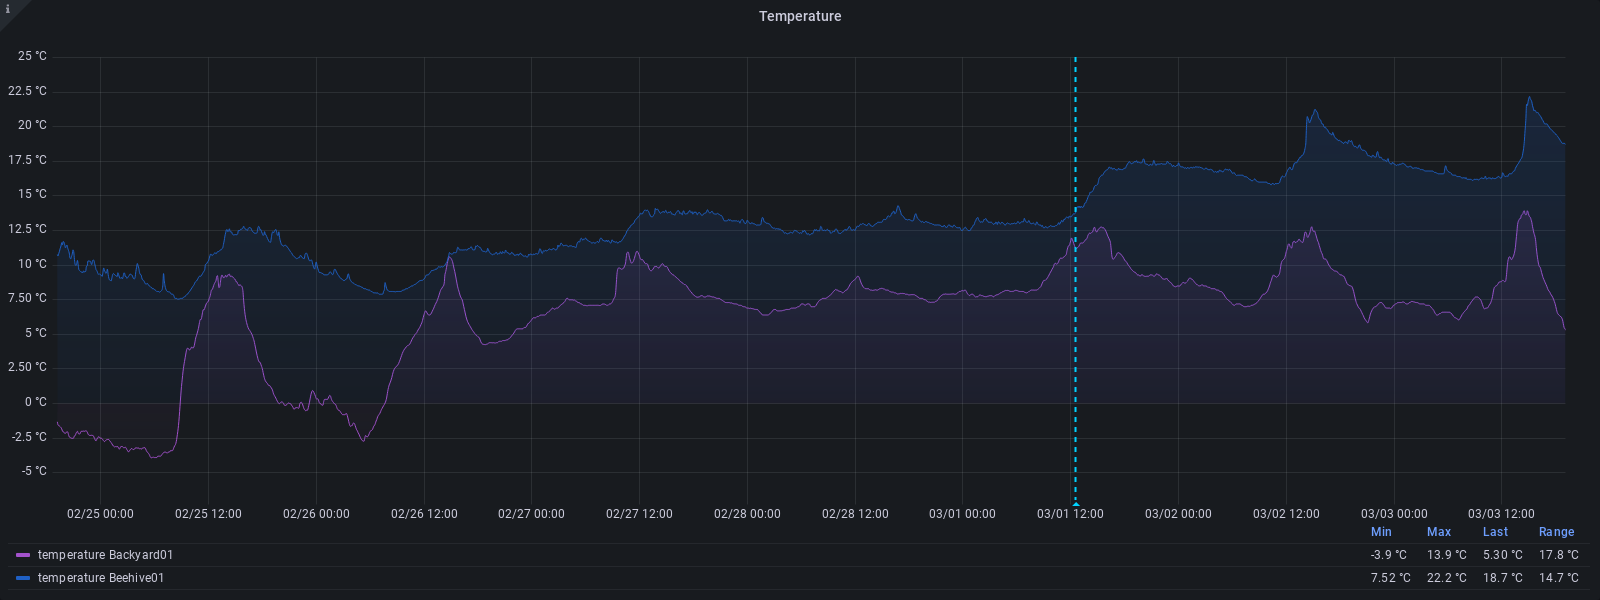 i
Temperature
25 °C
22.5 °C
20 °C
17.5 °C
15 °C
12.5 °C
10 °C
7.50 °C
5 °C
2.50 °C
0 °C
-2.5 °C
-5 °C
02/25 00:00 02/25 12:00 02/26 00:00 02/26 12:00 02/27 00:00 02/27 12:00 02/28 00:00 02/28 12:00 03/01 00:00 03/01 12:00 03/02 00:00 03/02 12:00 03/03 00:00 03/03 12:00
Min Max Last Range
temperature Backyard01 -3.9 °C 13.9 °C 5.30 °C 17.8 °C
temperature Beehive01 7.52 °C 22.2 °C 18.7 °C 14.7 °C